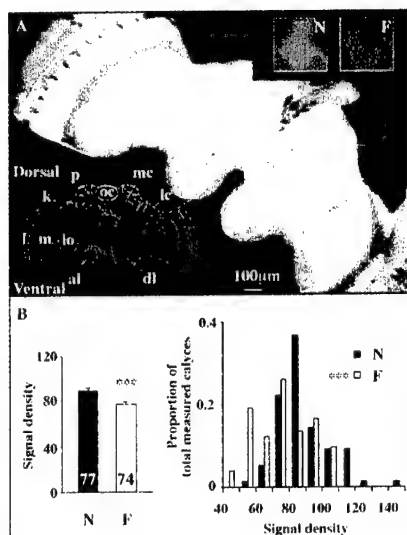 A
N F
Dorsal p oc mc
k lc
l m lo
al dl
Ventral
100µm
B
Signal density
120
80
40
0
***
77 74
N F
Proportion of
total measured calyces
0.4
0.2
0
N
*** F
40 60 80 100 120 140
Signal density